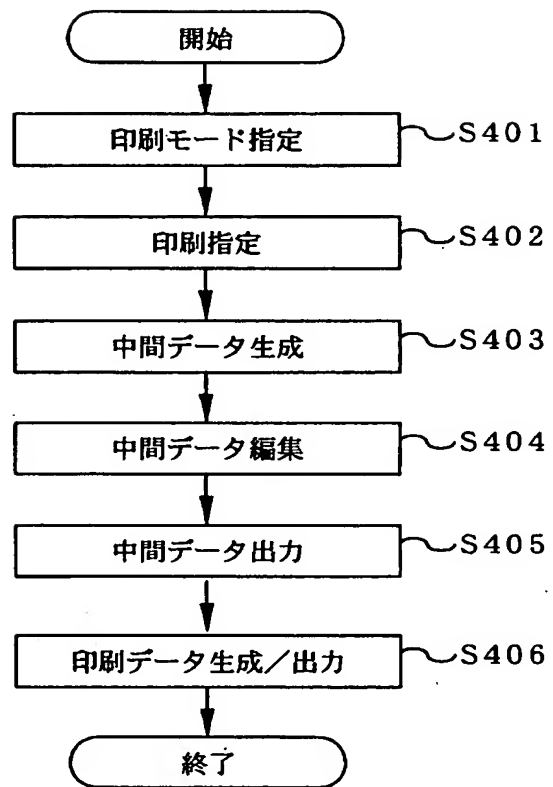 開始
印刷モード指定 S401
印刷指定 S402
中間データ生成 S403
中間データ編集 S404
中間データ出力 S405
印刷データ生成／出力 S406
終了